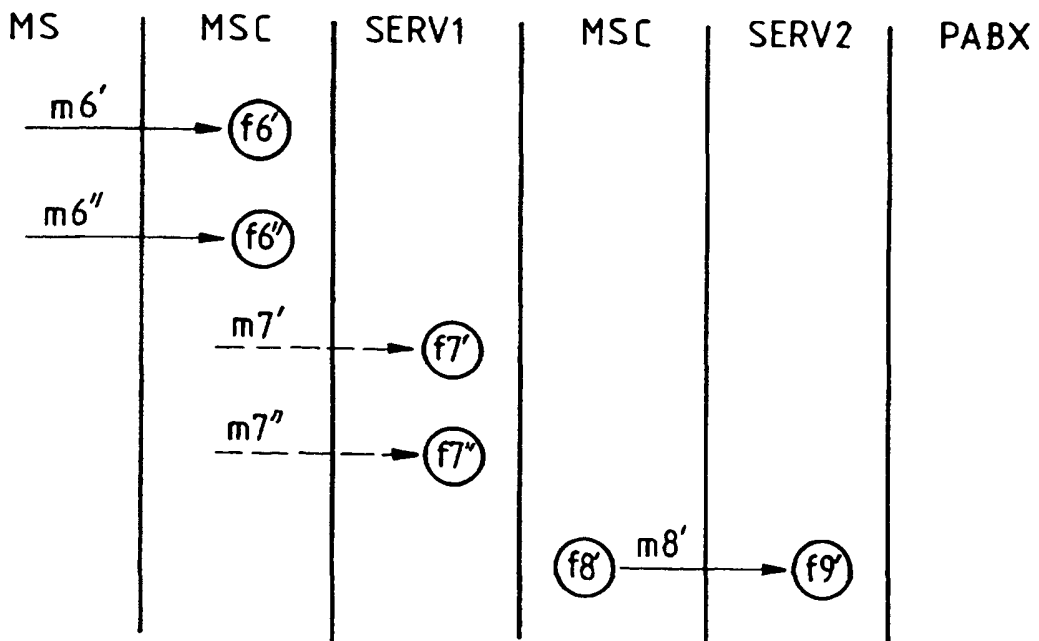 MS MSC SERV1 MSC SERV2 PABX
m6′ f6′
m6″ f6″
m7′ f7′
m7″ f7″
f8′ m8′ f9′